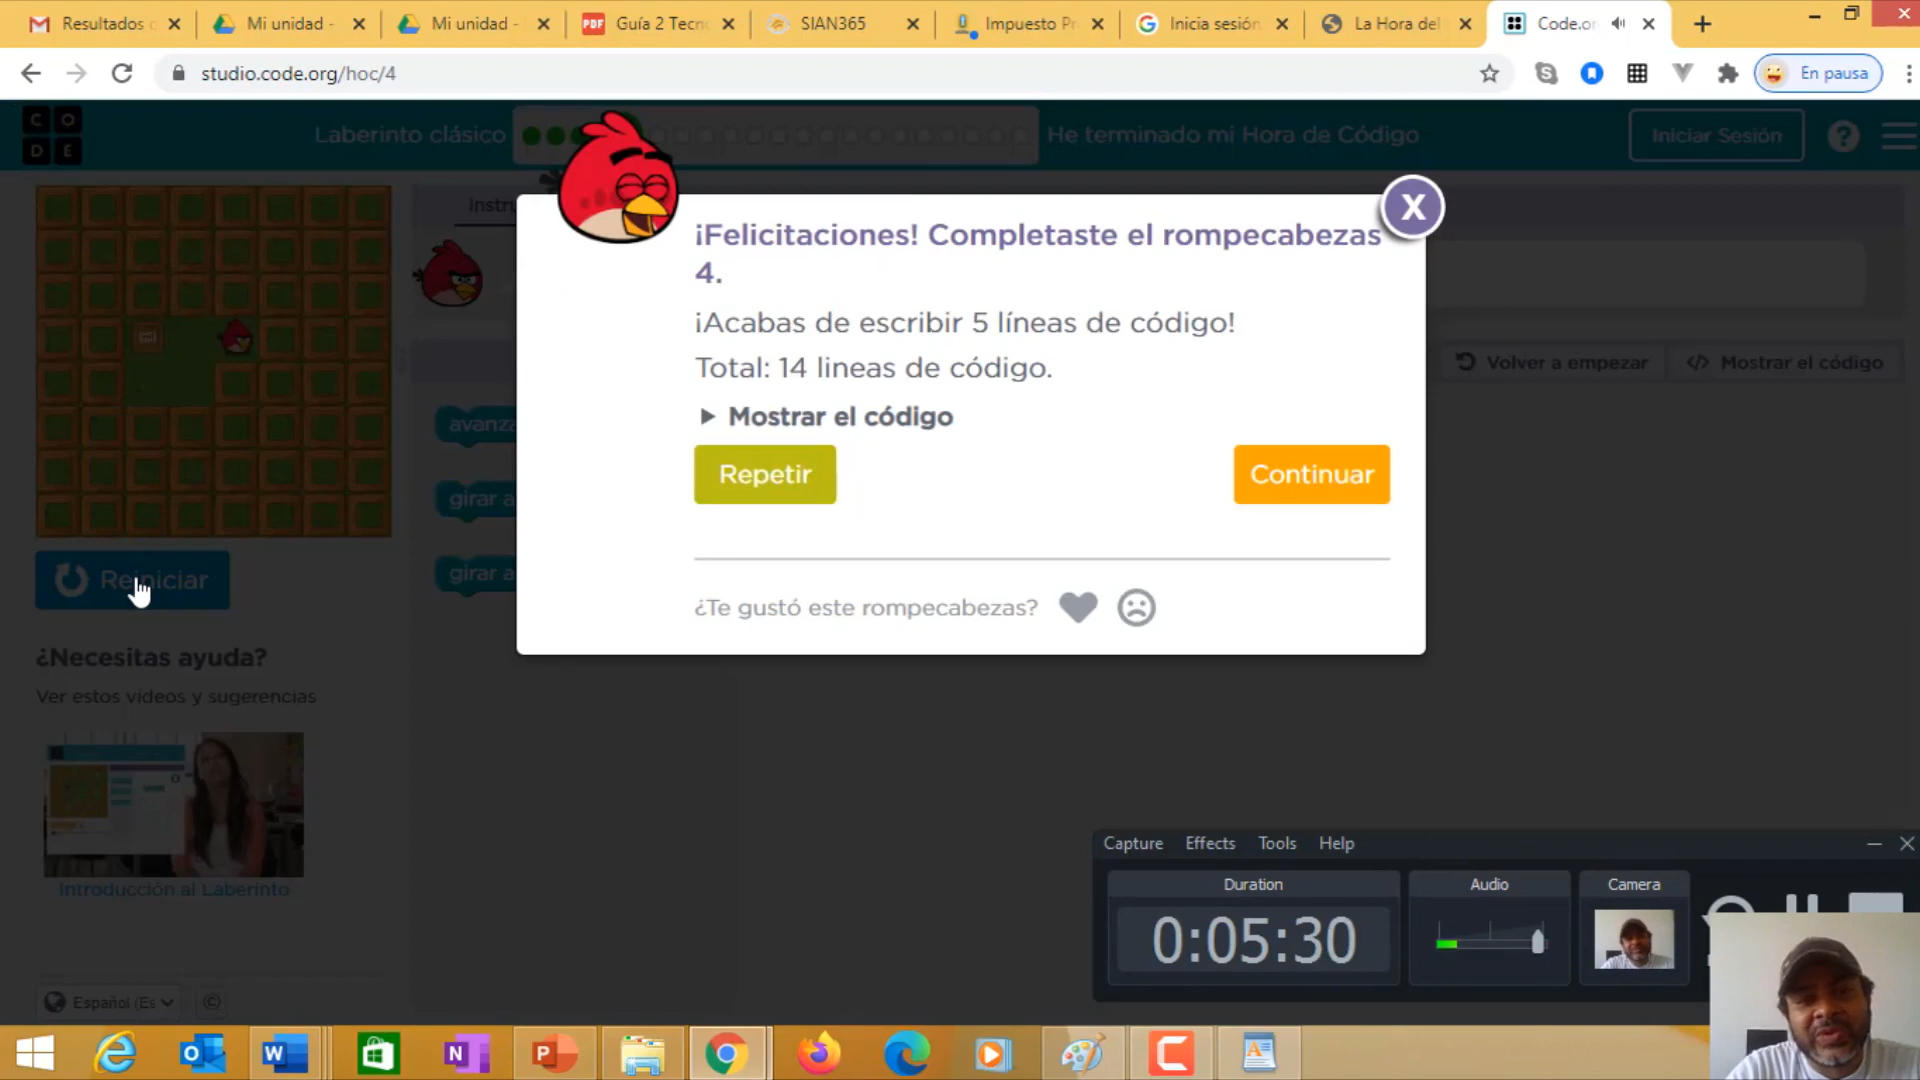 Resultados
Mi unidad -
Mi unidad -
PDF
Guía 2 Tecn
SIAN365
Impuesto Pr
Inicia sesión
La Hora del
Code.or
studio.code.org/hoc/4
En pausa
C O
D E
Laberinto clásico
He terminado mi Hora de Código
Iniciar Sesión
Instru
¡Felicitaciones! Completaste el rompecabezas
4.
¡Acabas de escribir 5 líneas de código!
Total: 14 lineas de código.
Mostrar el código
Repetir
Continuar
¿Te gustó este rompecabezas?
X
Volver a empezar
Mostrar el código
avanza
girar a
girar a
Reiniciar
¿Necesitas ayuda?
Ver estos videos y sugerencias
Introducción al Laberinto
Español (Es
Capture
Effects
Tools
Help
Duration
Audio
Camera
0:05:30